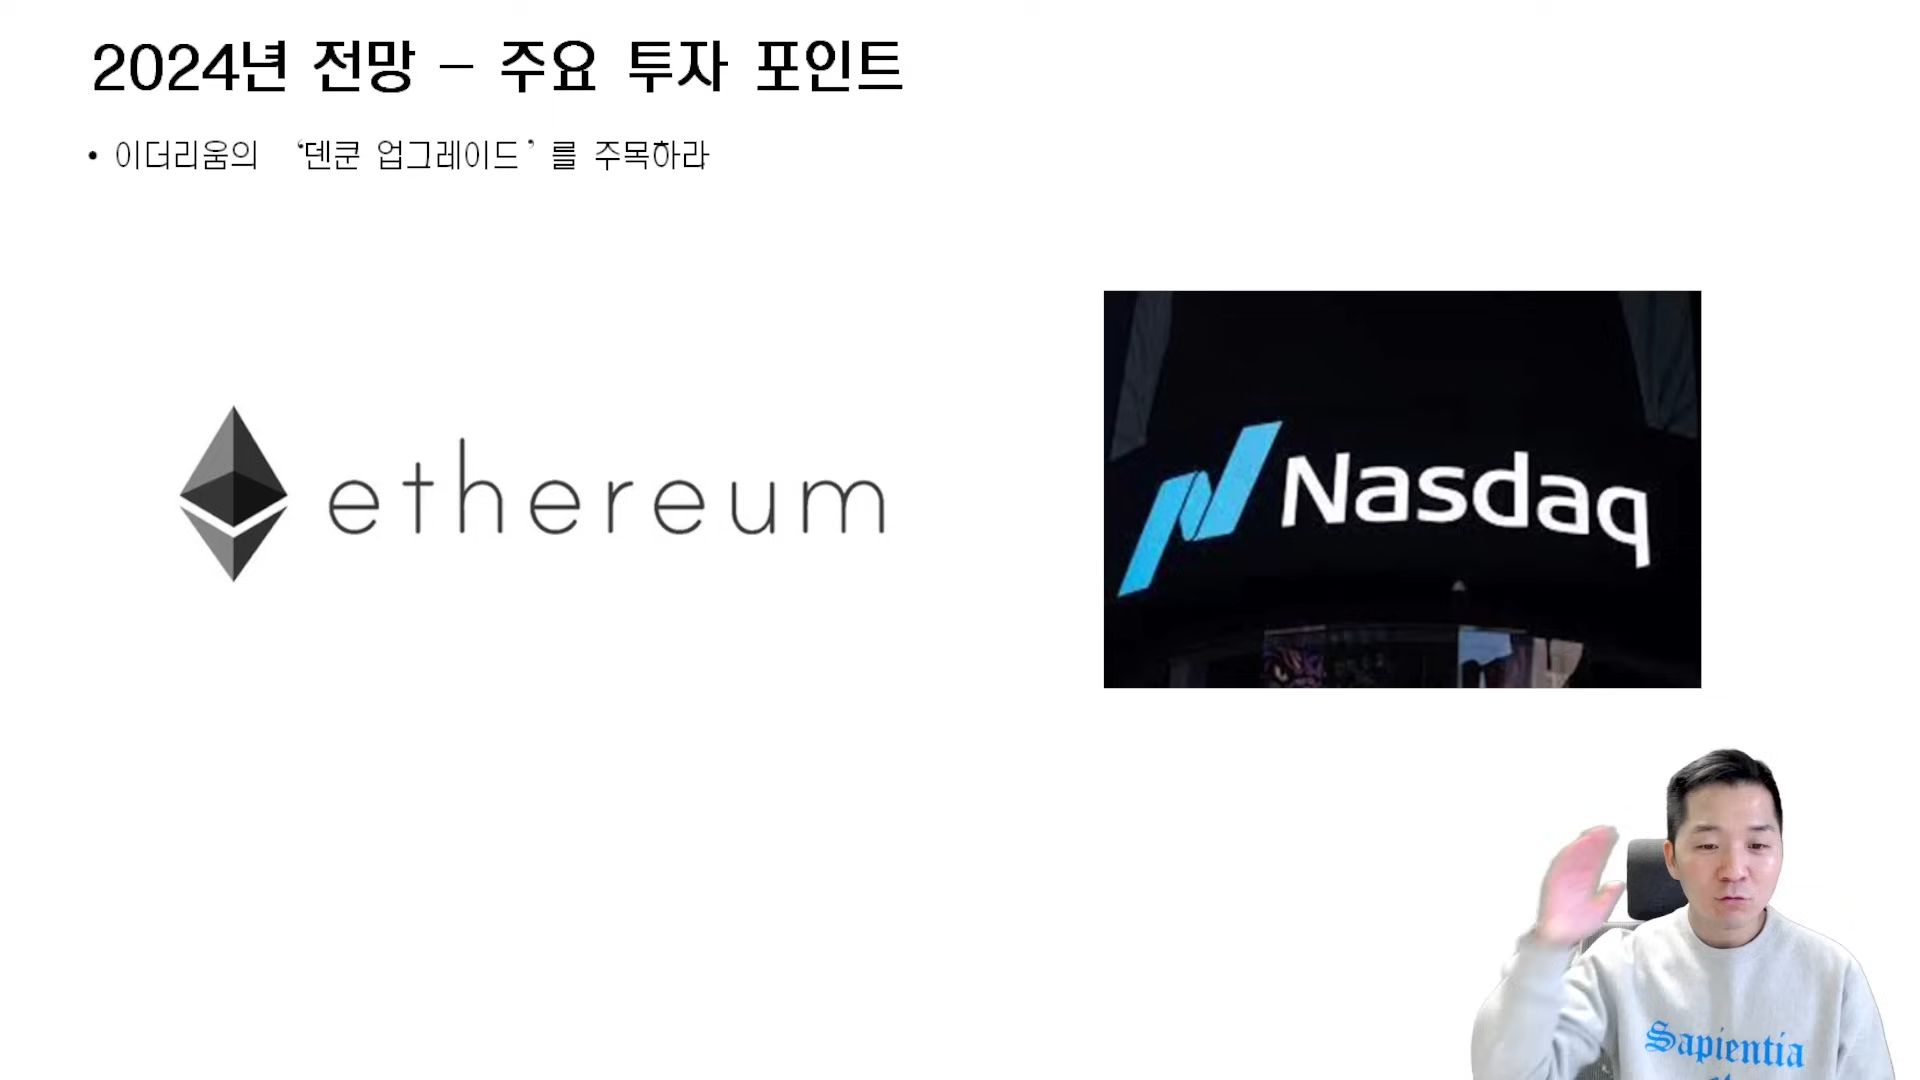 2024년 전망 – 주요 투자 포인트
• 이더리움의 ‘덴쿤 업그레이드’를 주목하라
ethereum
Nasdaq
Sapientia